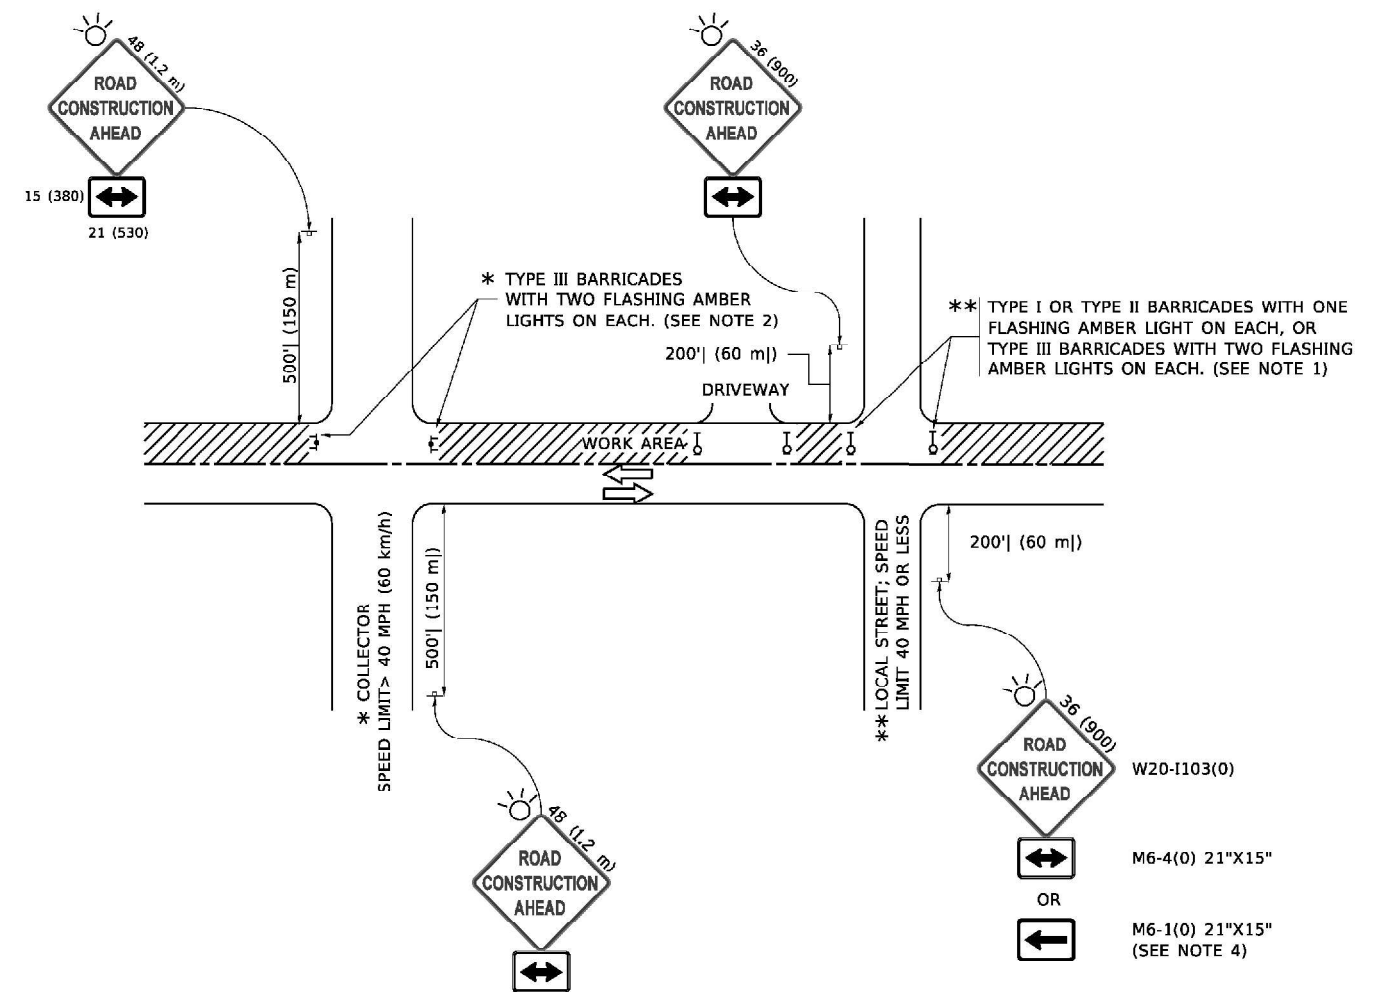 48 (1.2 m)
ROAD
CONSTRUCTION
AHEAD
15 (380)
21 (530)
36 (900)
ROAD
CONSTRUCTION
AHEAD
500'| (150 m)
* TYPE III BARRICADES
WITH TWO FLASHING AMBER
LIGHTS ON EACH. (SEE NOTE 2)
200'| (60 m|)
DRIVEWAY
** TYPE I OR TYPE II BARRICADES WITH ONE
FLASHING AMBER LIGHT ON EACH, OR
TYPE III BARRICADES WITH TWO FLASHING
AMBER LIGHTS ON EACH. (SEE NOTE 1)
WORK AREA
* COLLECTOR
SPEED LIMIT> 40 MPH (60 km/h)
500'| (150 m|)
** LOCAL STREET; SPEED
LIMIT 40 MPH OR LESS
200'| (60 m|)
48 (1.2 m)
ROAD
CONSTRUCTION
AHEAD
36 (900)
ROAD
CONSTRUCTION
AHEAD
W20-I103(0)
M6-4(0) 21"X15"
OR
M6-1(0) 21"X15"
(SEE NOTE 4)